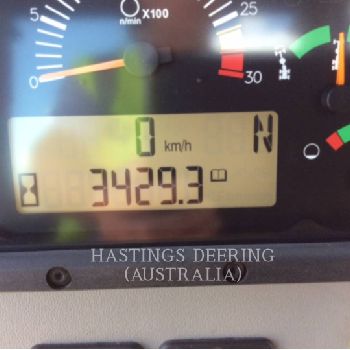 5
X100
n/min
25
0
30
0 km/h N
3429.3
HASTINGS DEERING
(AUSTRALIA)